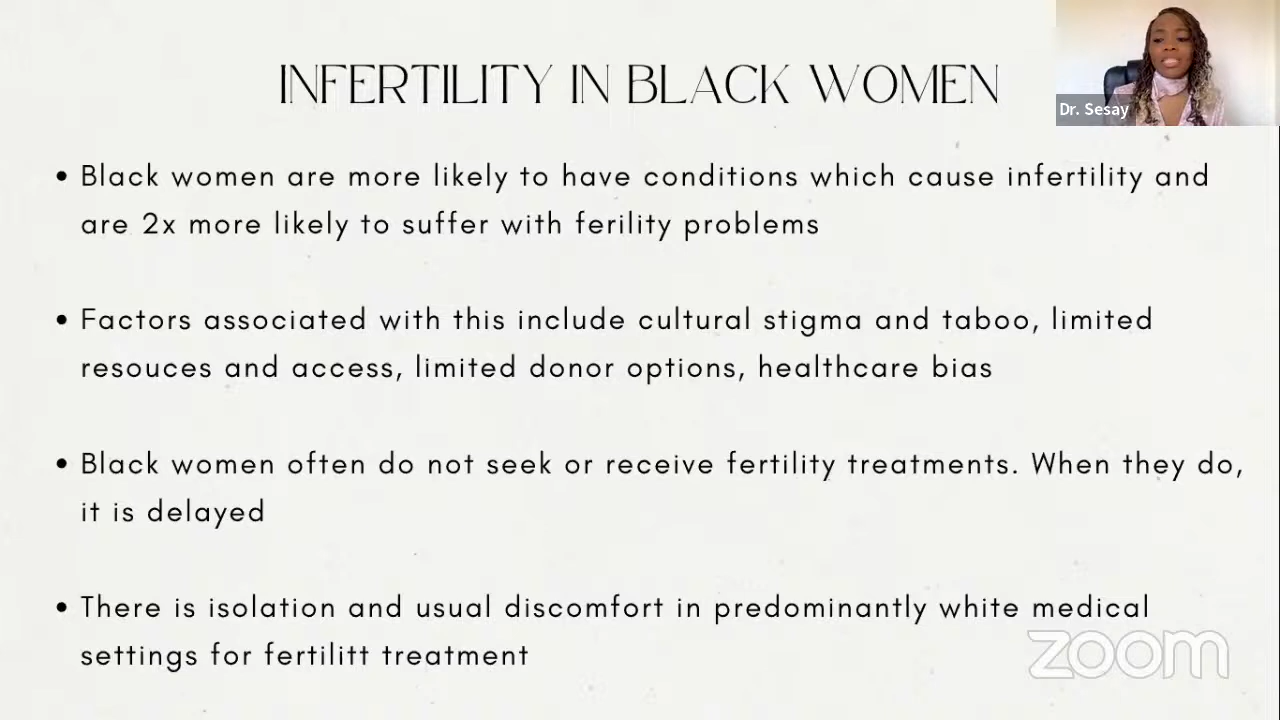 INFERTILITY IN BLACK WOMEN
Dr. Sesay
• Black women are more likely to have conditions which cause infertility and
are 2x more likely to suffer with ferility problems
• Factors associated with this include cultural stigma and taboo, limited
resouces and access, limited donor options, healthcare bias
• Black women often do not seek or receive fertility treatments. When they do,
it is delayed
• There is isolation and usual discomfort in predominantly white medical
settings for fertilitt treatment
zoom